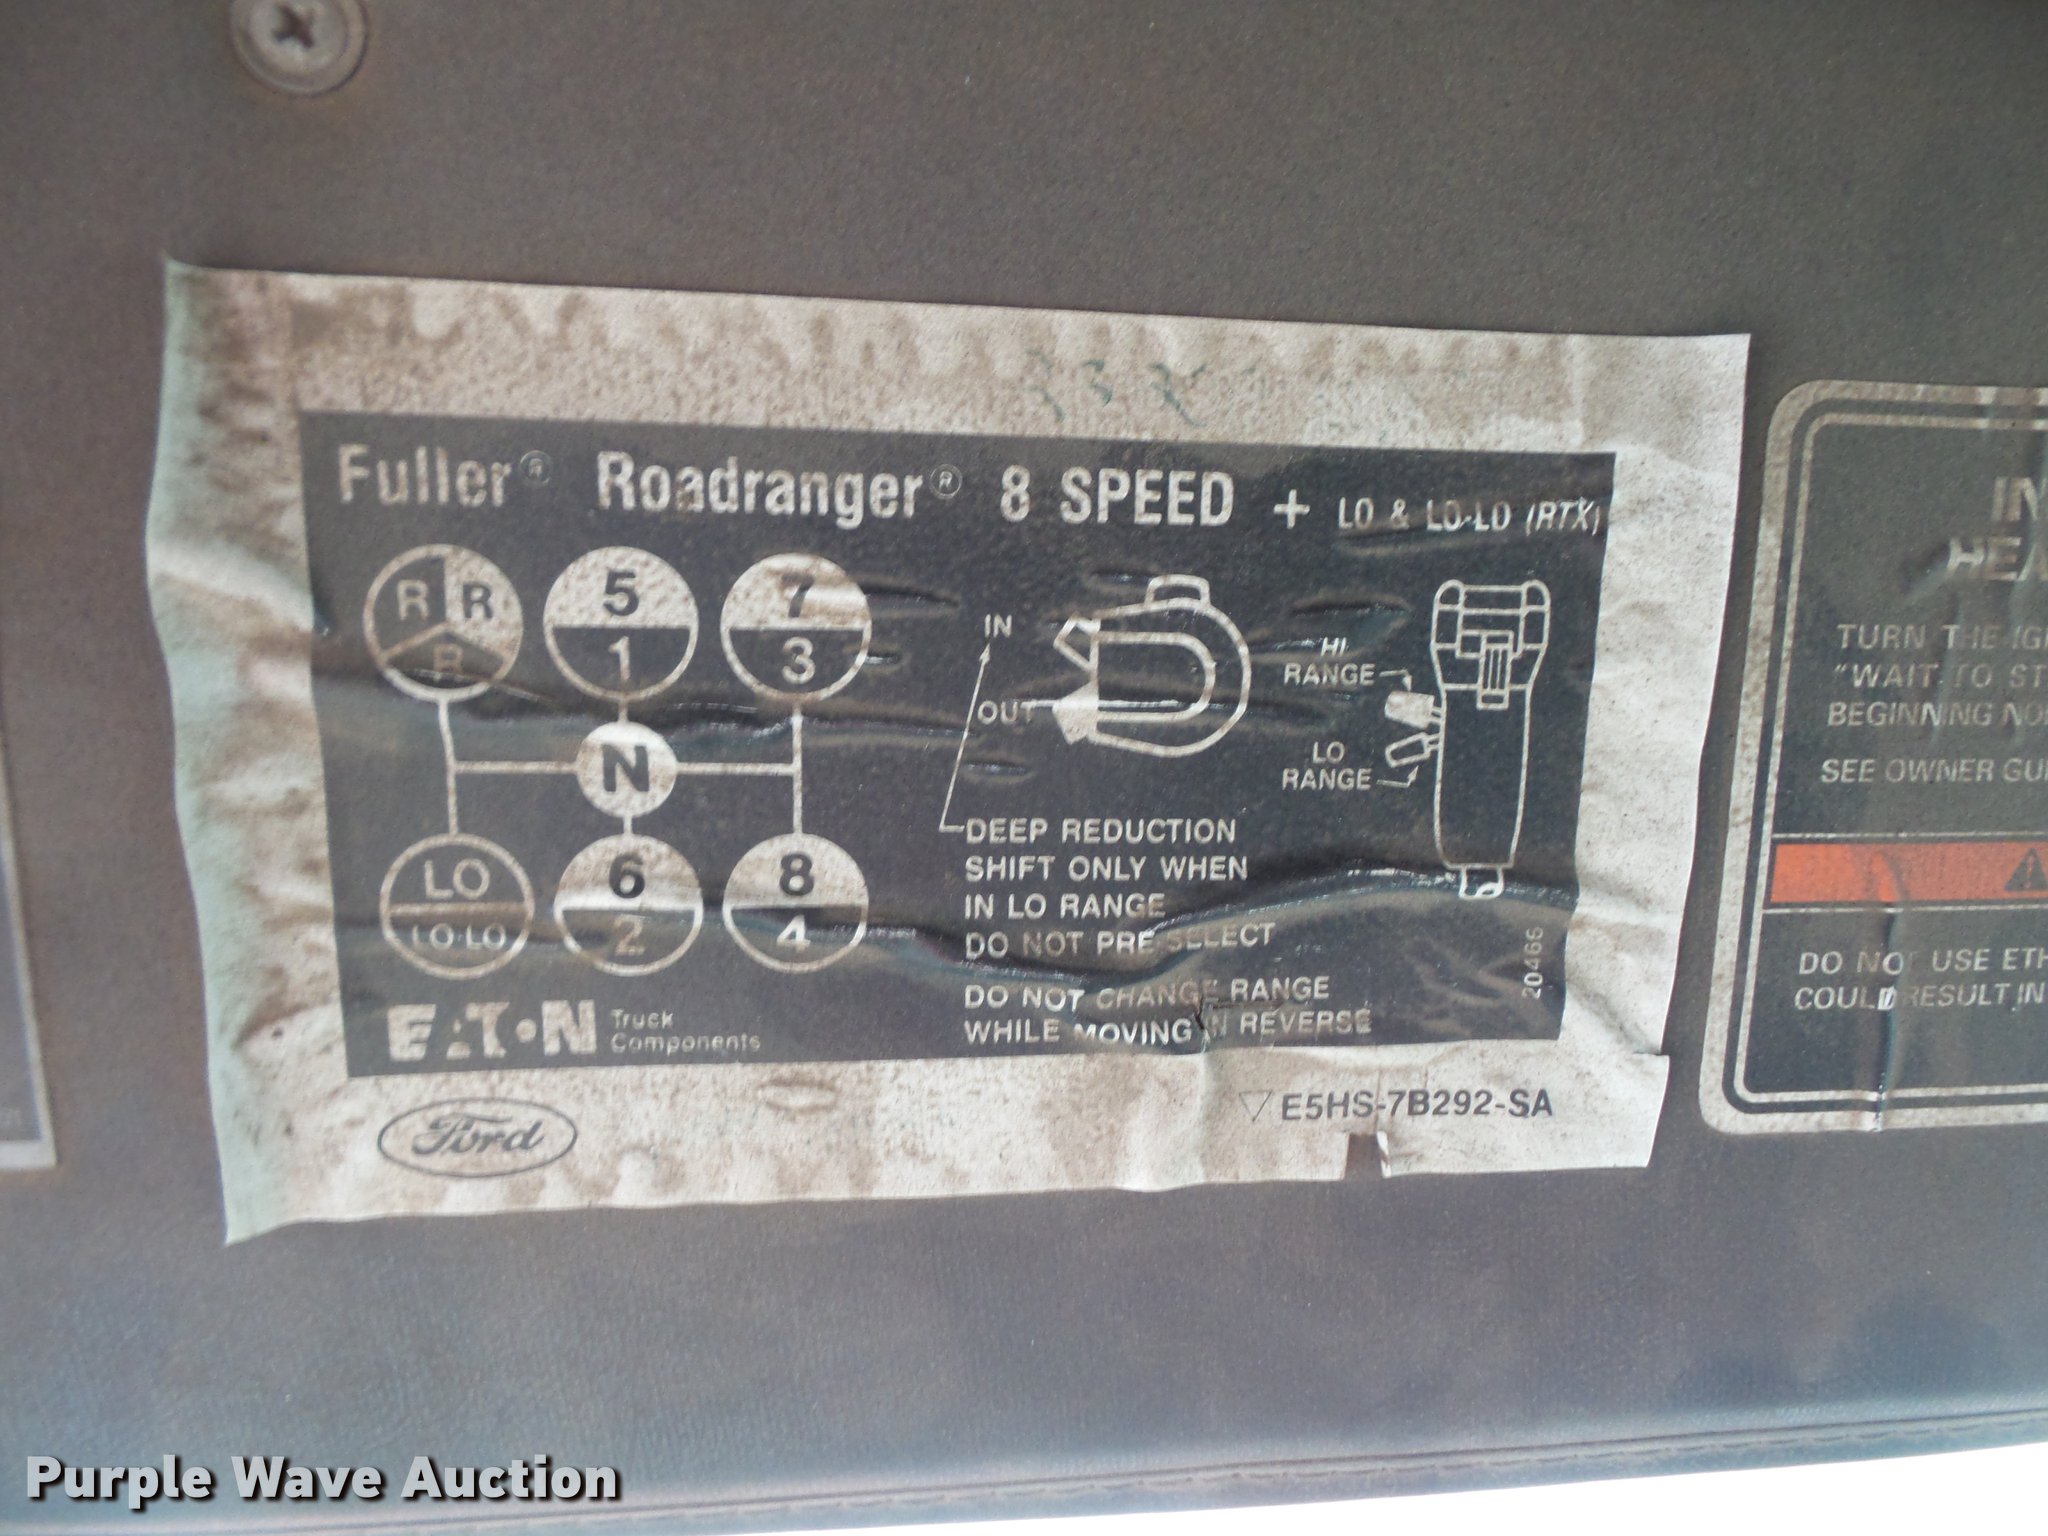 Fuller® Roadranger® 8 SPEED + LO & LO-LO (RTX)
R R 5 7
R 1 3
N
LO 6 8
LO-LO 2 4
IN
OUT
DEEP REDUCTION
SHIFT ONLY WHEN
IN LO RANGE
DO NOT PRE SELECT
DO NOT CHANGE RANGE
WHILE MOVING IN REVERSE
HI
RANGE
LO
RANGE
20466
EATON Truck
Components
Ford
E5HS-7B292-SA
TURN THE
"WAIT TO
BEGINNING
SEE OWNER
DO NOT USE
COULD RESULT IN
Purple Wave Auction